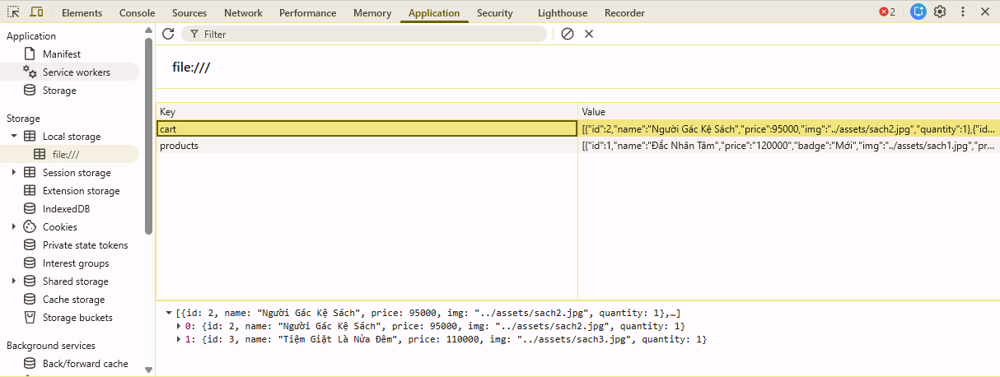 Elements Console Sources Network Performance Memory Application Security Lighthouse Recorder 2
Application
Manifest
Service workers
Storage
Storage
Local storage
file:///
Session storage
Extension storage
IndexedDB
Cookies
Private state tokens
Interest groups
Shared storage
Cache storage
Storage buckets
Background services
Back/forward cache
Filter
file:///
Key Value
cart [{"id":2,"name":"Người Gác Kệ Sách","price":95000,"img":"../assets/sach2.jpg","quantity":1},{"id...
products [{"id":1,"name":"Đắc Nhân Tâm","price":"120000","badge":"Mới","img":"../assets/sach1.jpg","pr...
[{id: 2, name: "Người Gác Kệ Sách", price: 95000, img: "../assets/sach2.jpg", quantity: 1},…]
0: {id: 2, name: "Người Gác Kệ Sách", price: 95000, img: "../assets/sach2.jpg", quantity: 1}
1: {id: 3, name: "Tiệm Giặt Là Nửa Đêm", price: 110000, img: "../assets/sach3.jpg", quantity: 1}